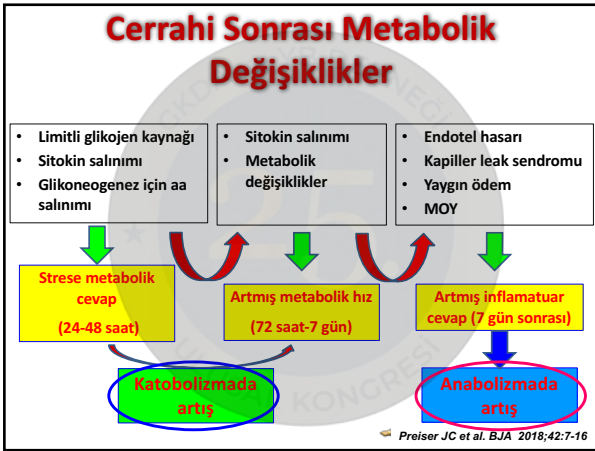 Cerrahi Sonrası Metabolik
Değişiklikler
• Limitli glikojen kaynağı
• Sitokin salınımı
• Glikoneogenez için aa
salınımı
• Sitokin salınımı
• Metabolik
değişiklikler
• Endotel hasarı
• Kapiller leak sendromu
• Yaygın ödem
• MOY
Strese metabolik
cevap
(24-48 saat)
Artmış metabolik hız
(72 saat-7 gün)
Artmış inflamatuar
cevap (7 gün sonrası)
Katobolizmada
artış
Anabolizmada
artış
Preiser JC et al. BJA 2018;42:7-16
25.
KONGRESİ